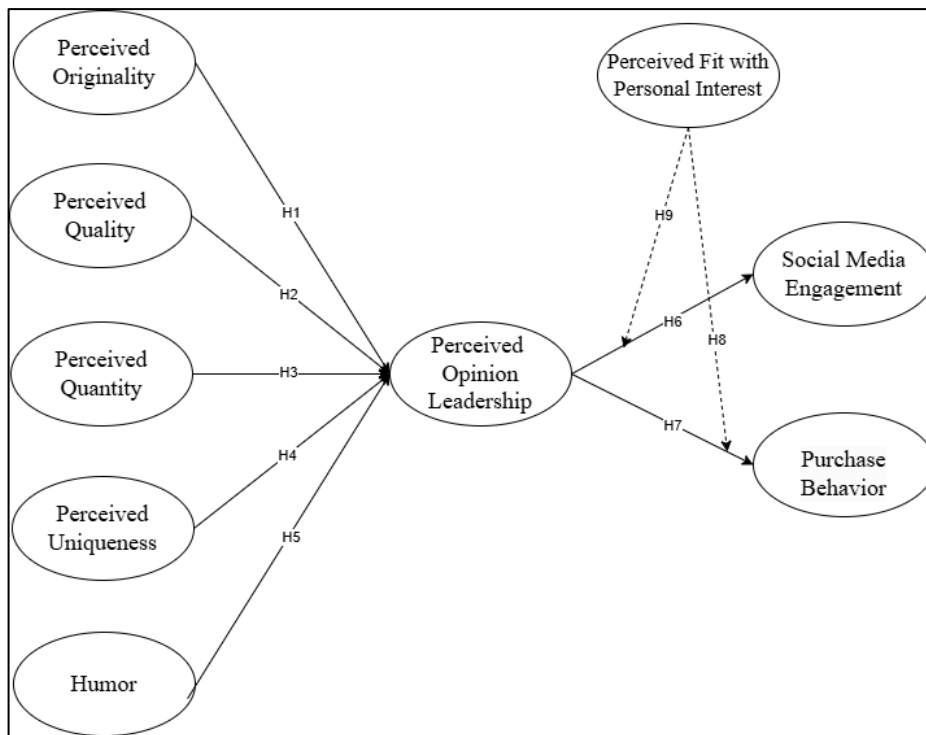 Perceived
Originality
Perceived Fit with
Personal Interest
Perceived
Quality
H1
H9
H2
Social Media
Engagement
H6
H8
Perceived
Quantity
H3
Perceived
Opinion
Leadership
H7
H4
Perceived
Uniqueness
H5
Purchase
Behavior
Humor